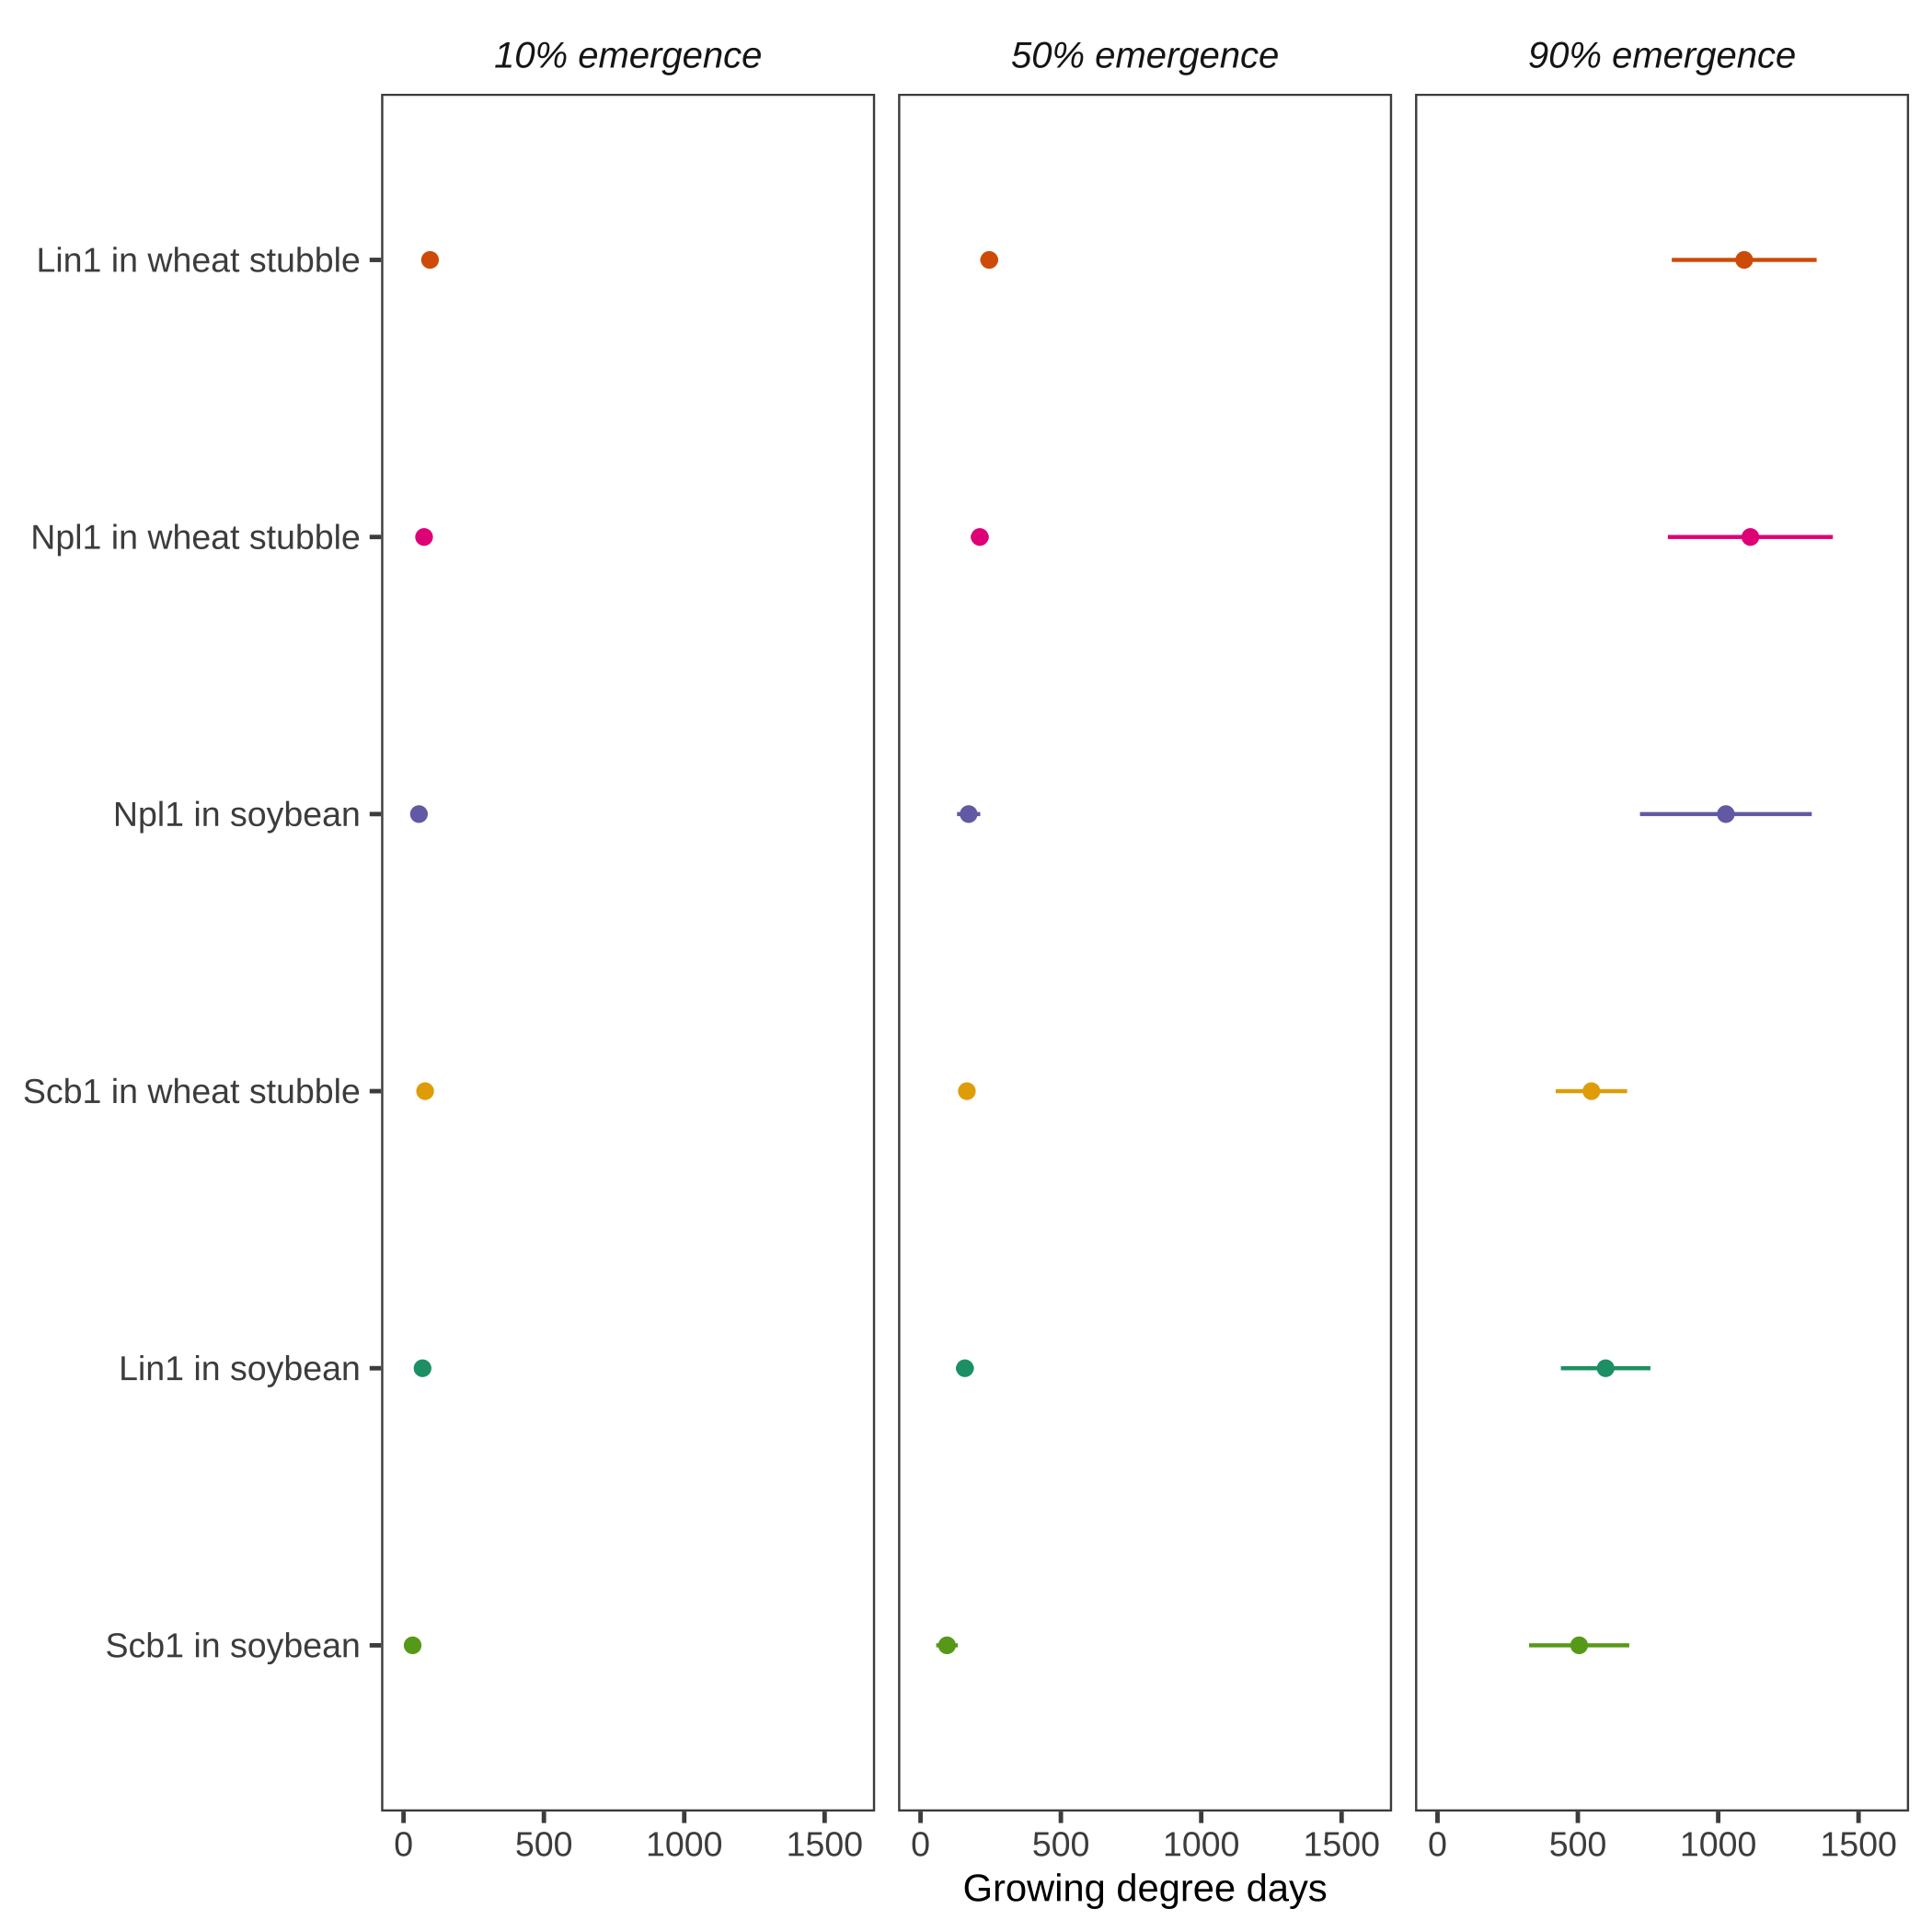 10% emergence
50% emergence
90% emergence
Lin1 in wheat stubble
Npl1 in wheat stubble
Npl1 in soybean
Scb1 in wheat stubble
Lin1 in soybean
Scb1 in soybean
0 500 1000 1500
0 500 1000 1500
0 500 1000 1500
Growing degree days